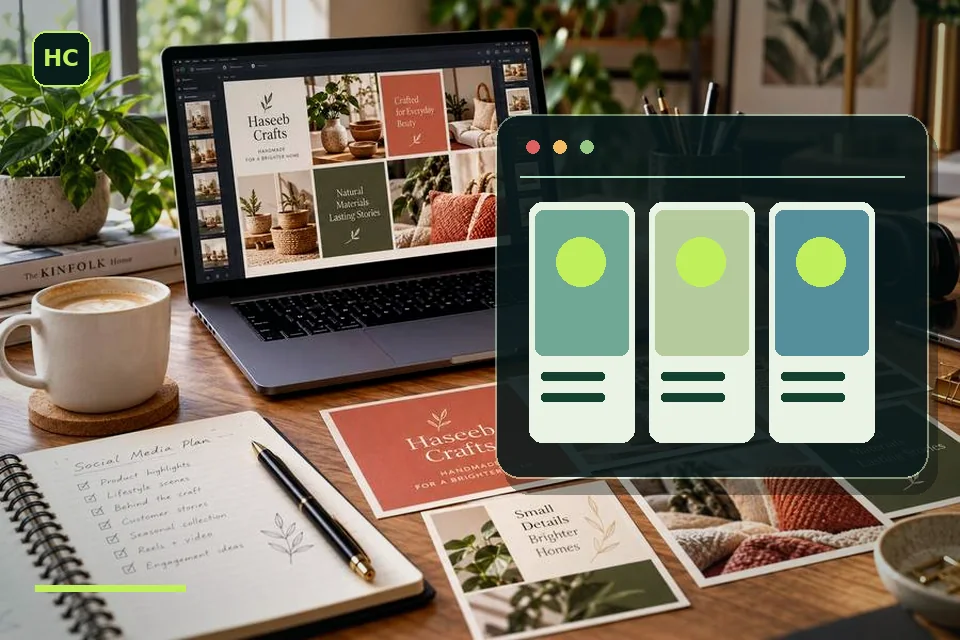 HC
Haseeb
Crafts
HANDMADE
FOR A BRIGHTER HOME
Crafted
for Everyday
Beauty
Natural
Materials
Lasting Stories
The KINFOLK Home
Social Media Plan
Product highlights
Lifestyle scenes
Behind the craft
Customer stories
Seasonal collection
Reels + video
Engagement ideas
Haseeb
Crafts
HANDMADE
FOR A BRIGHTER
Small
Details
Brighter
Homes